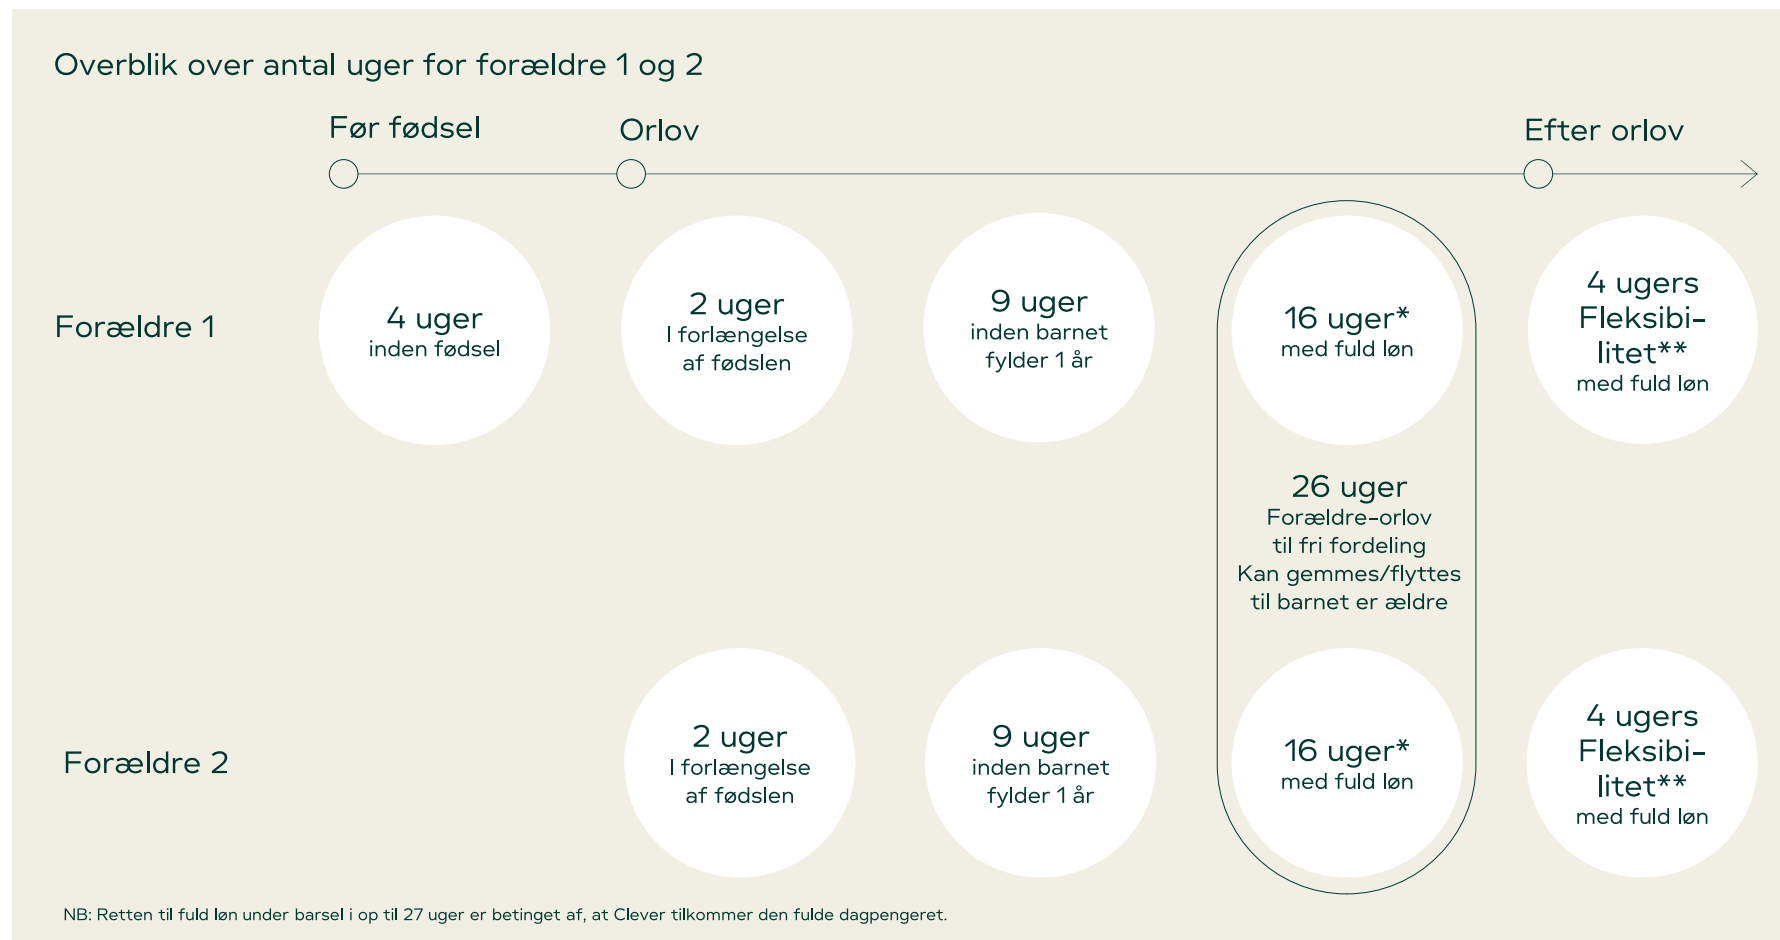 Overblik over antal uger for forældre 1 og 2
Før fødsel
Orlov
Efter orlov
Forældre 1
4 uger
inden fødsel
2 uger
I forlængelse
af fødslen
9 uger
inden barnet
fylder 1 år
16 uger*
med fuld løn
4 ugers
Fleksibi-
litet**
med fuld løn
26 uger
Forældre-orlov
til fri fordeling
Kan gemmes/flyttes
til barnet er ældre
Forældre 2
2 uger
I forlængelse
af fødslen
9 uger
inden barnet
fylder 1 år
16 uger*
med fuld løn
4 ugers
Fleksibi-
litet**
med fuld løn
NB: Retten til fuld løn under barsel i op til 27 uger er betinget af, at Clever tilkommer den fulde dagpengeret.